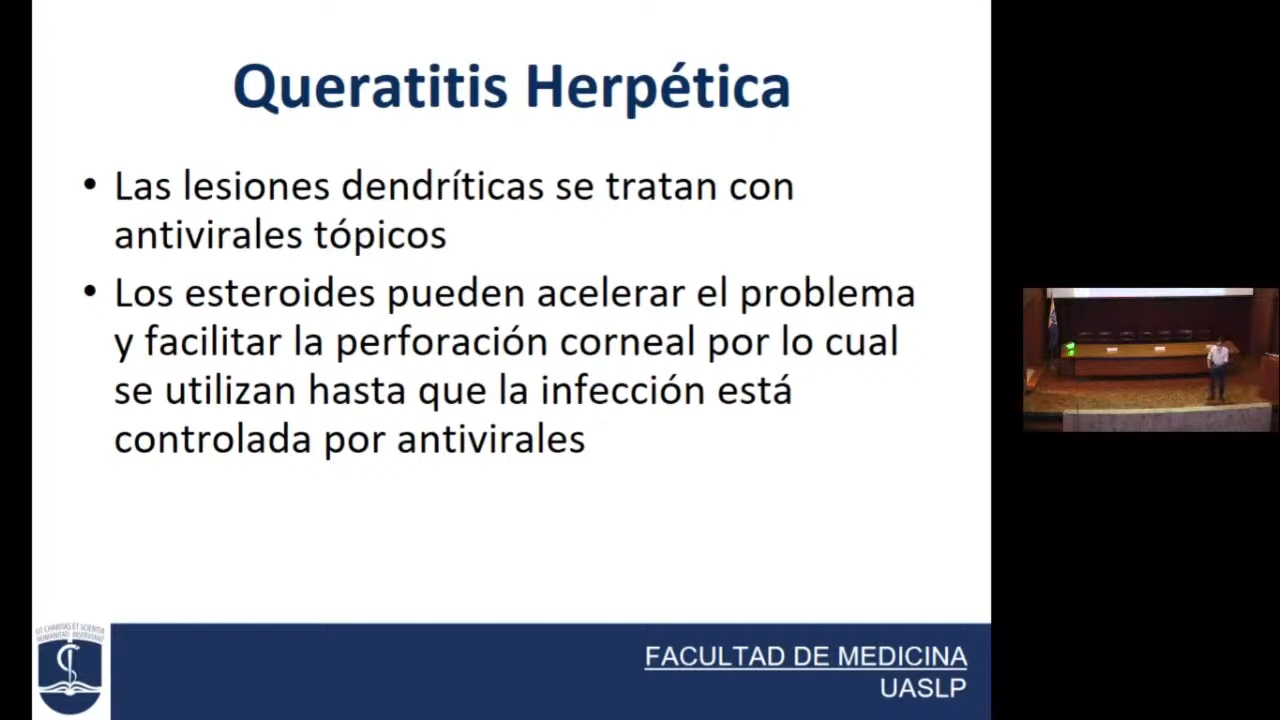 Queratitis Herpética
• Las lesiones dendríticas se tratan con
antivirales tópicos
• Los esteroides pueden acelerar el problema
y facilitar la perforación corneal por lo cual
se utilizan hasta que la infección está
controlada por antivirales
FACULTAD DE MEDICINA
UASLP